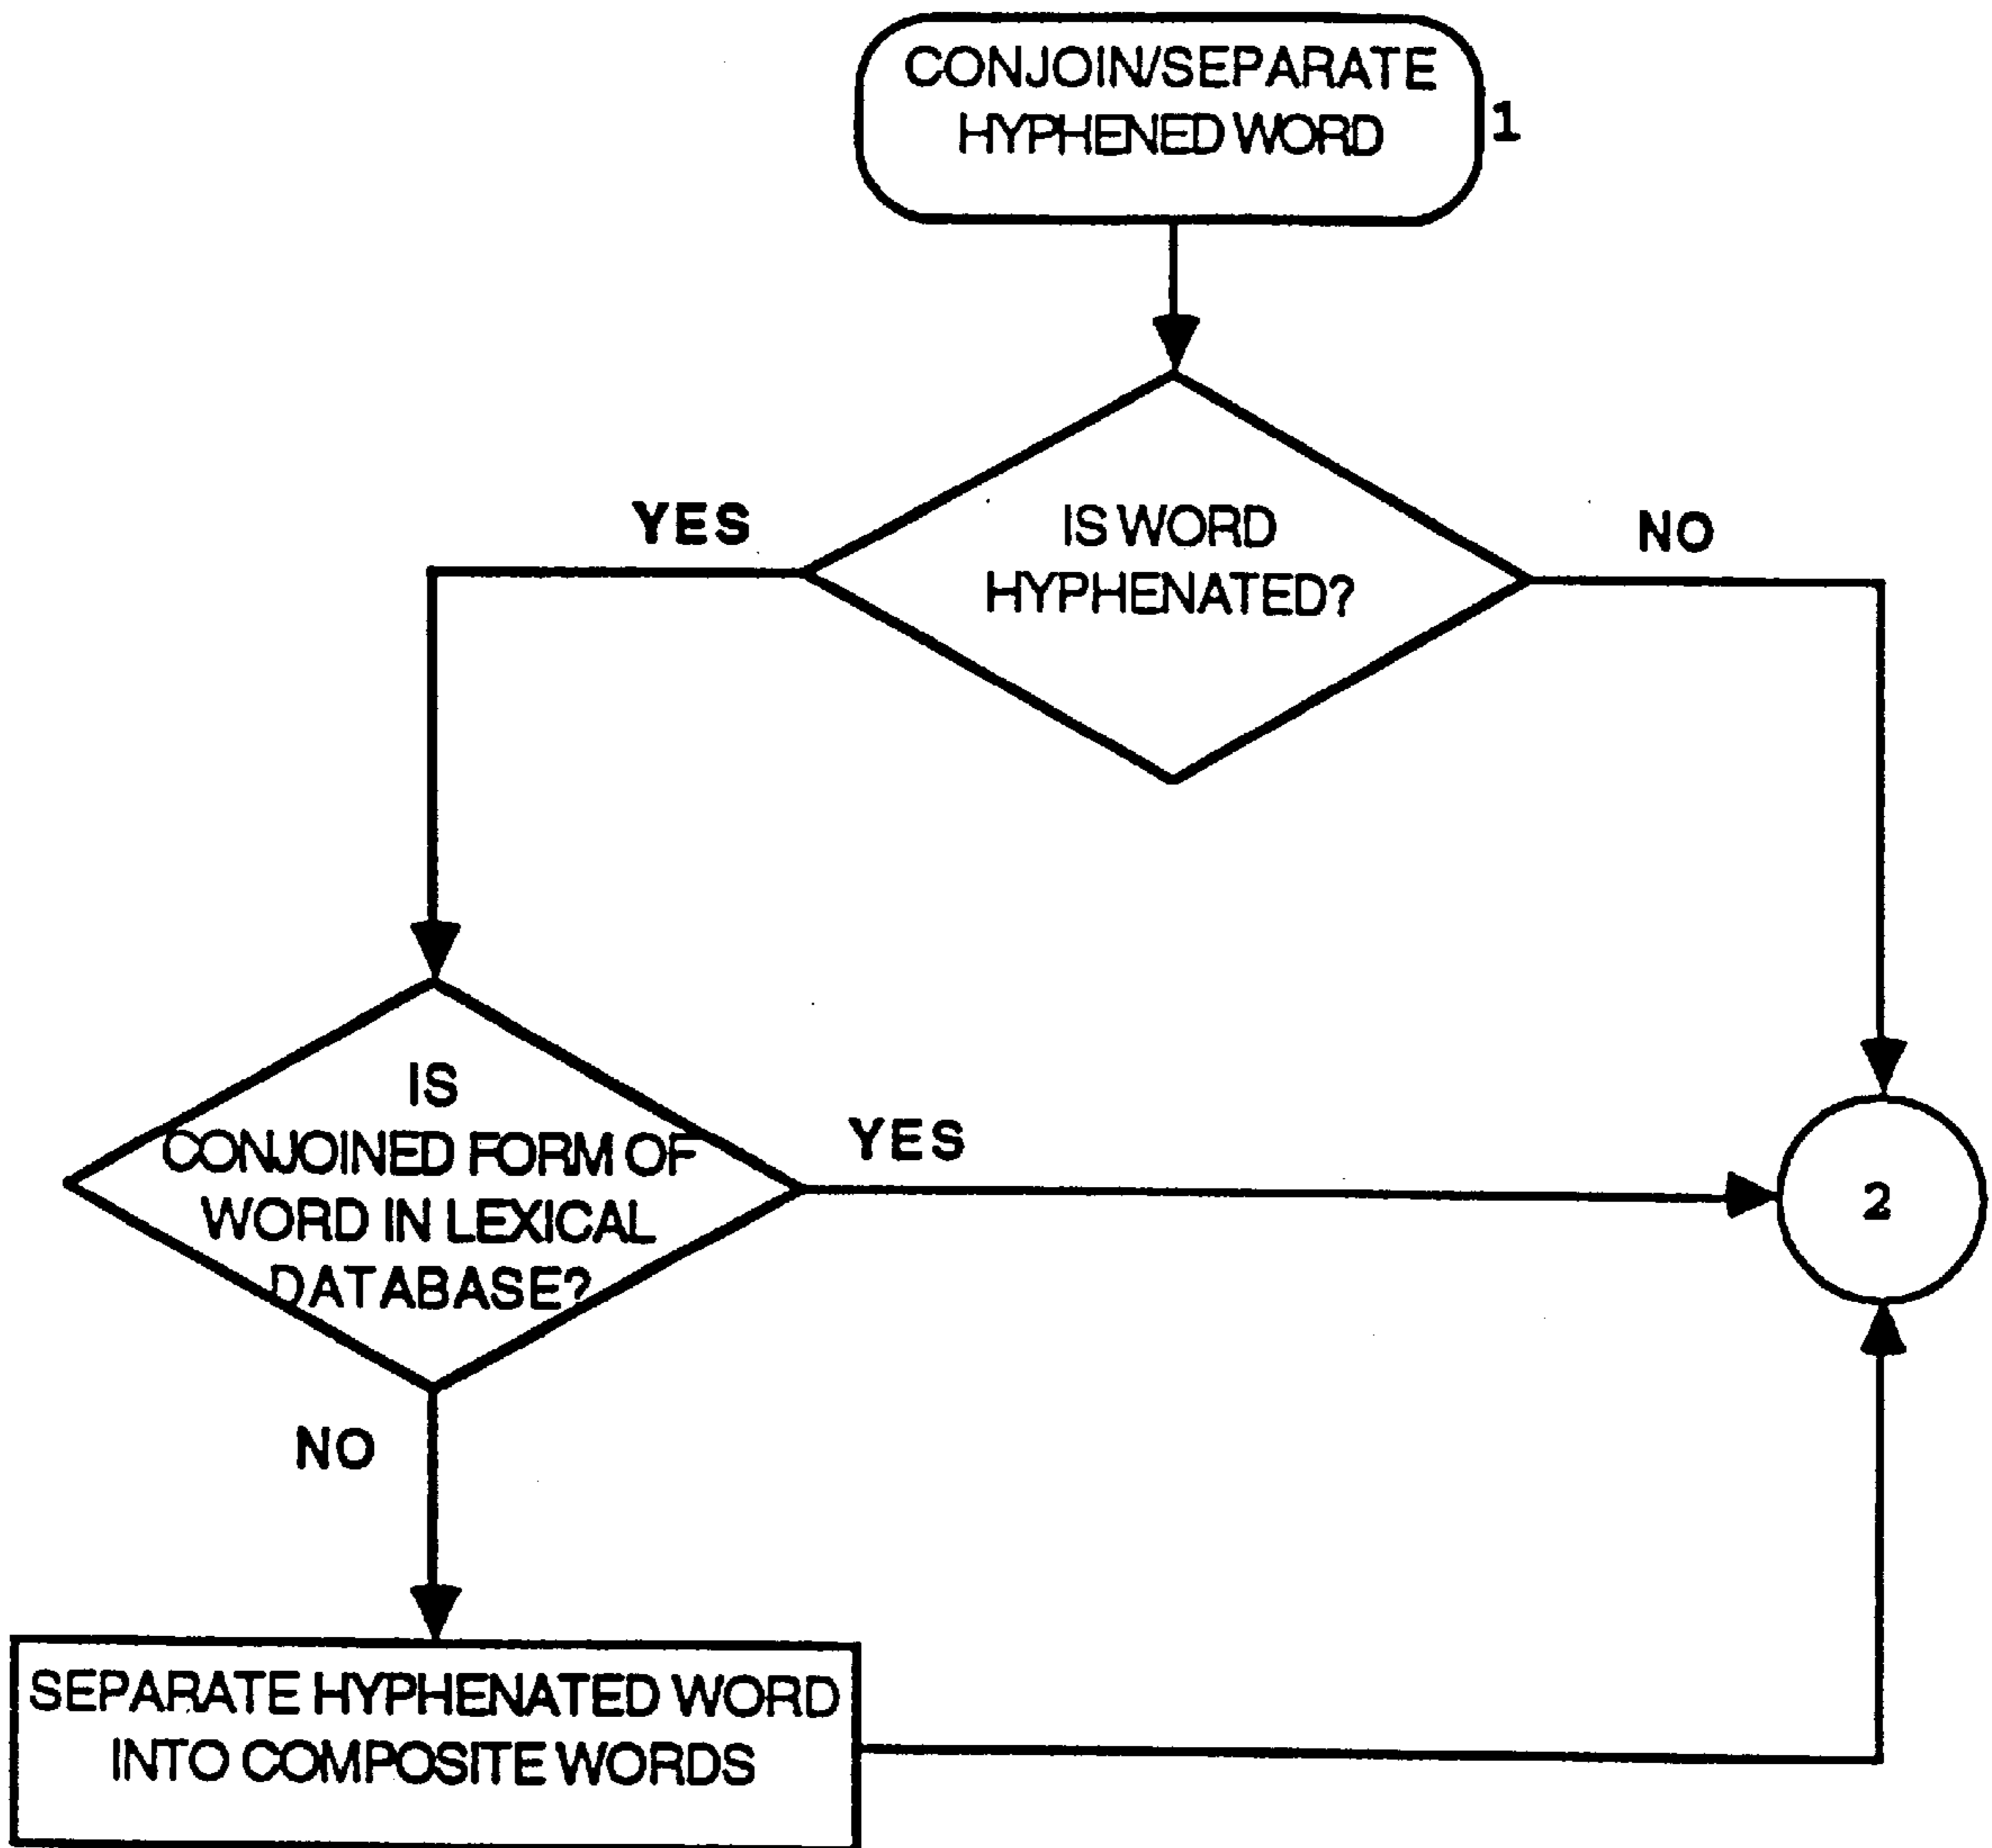 CONJOIN/SEPARATE
HYPHENED WORD
1
IS WORD
HYPHENATED?
YES
NO
IS
CONJOINED FORM OF
WORD IN LEXICAL
DATABASE?
YES
2
NO
SEPARATE HYPHENATED WORD
INTO COMPOSITE WORDS